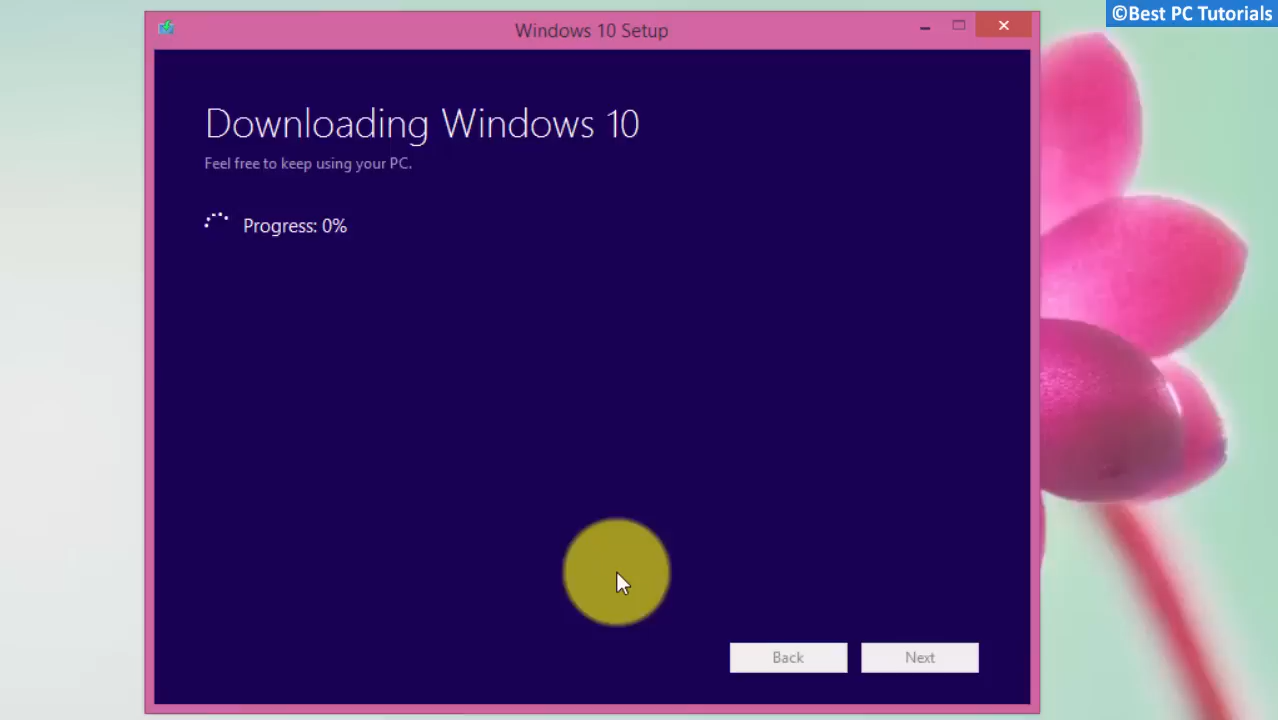 ©Best PC Tutorials
Windows 10 Setup
Downloading Windows 10
Feel free to keep using your PC.
Progress: 0%
Back
Next